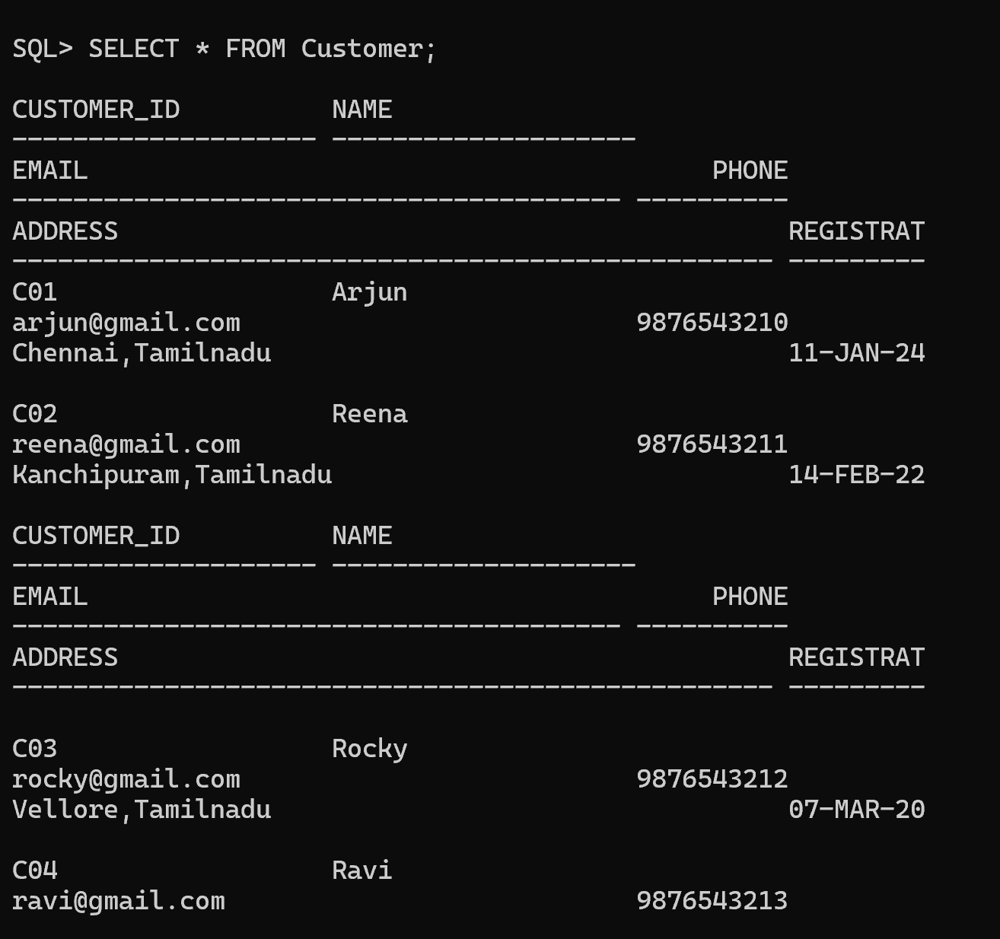 SQL> SELECT * FROM Customer;
CUSTOMER_ID          NAME
-------------------- --------------------
EMAIL                                         PHONE
---------------------------------------- ----------
ADDRESS                                            REGISTRAT
-------------------------------------------------- ---------
C01                  Arjun
arjun@gmail.com                          9876543210
Chennai,Tamilnadu                                  11-JAN-24
C02                  Reena
reena@gmail.com                          9876543211
Kanchipuram,Tamilnadu                              14-FEB-22
CUSTOMER_ID          NAME
-------------------- --------------------
EMAIL                                         PHONE
---------------------------------------- ----------
ADDRESS                                            REGISTRAT
-------------------------------------------------- ---------
C03                  Rocky
rocky@gmail.com                          9876543212
Vellore,Tamilnadu                                  07-MAR-20
C04                  Ravi
ravi@gmail.com                           9876543213